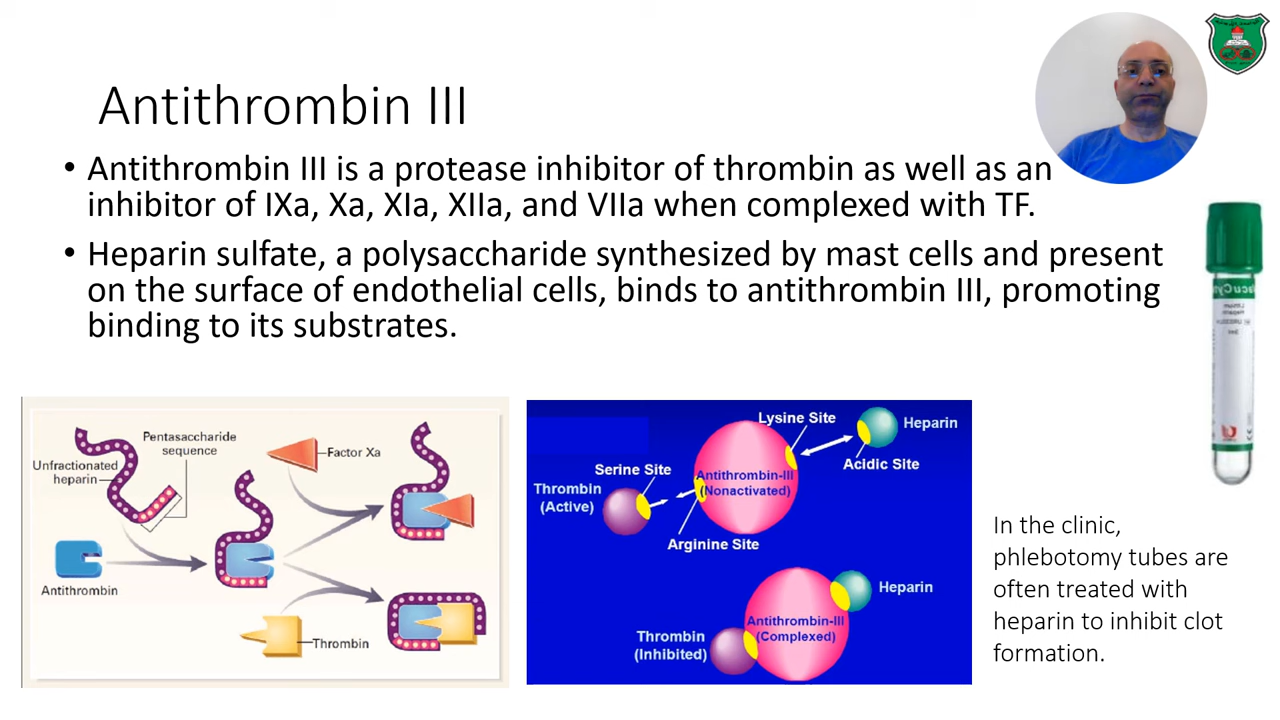 Antithrombin III
• Antithrombin III is a protease inhibitor of thrombin as well as an
inhibitor of IXa, Xa, XIa, XIIa, and VIIa when complexed with TF.
• Heparin sulfate, a polysaccharide synthesized by mast cells and present
on the surface of endothelial cells, binds to antithrombin III, promoting
binding to its substrates.
Pentasaccharide
sequence
Unfractionated
heparin
Factor Xa
Antithrombin
Thrombin
Lysine Site
Heparin
Acidic Site
Serine Site
Thrombin
(Active)
Antithrombin-III
(Nonactivated)
Arginine Site
Heparin
Antithrombin-III
(Complexed)
Thrombin
(Inhibited)
Lithium
Heparin
In the clinic,
phlebotomy tubes are
often treated with
heparin to inhibit clot
formation.